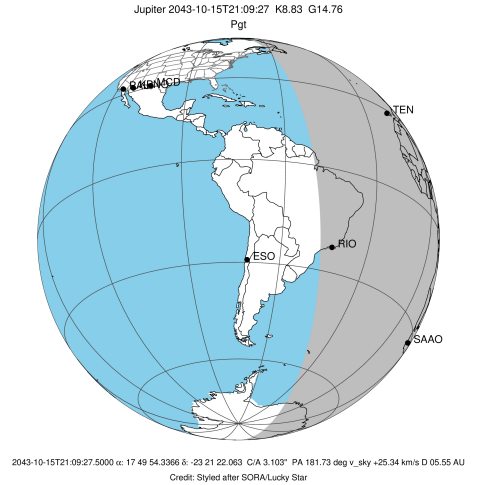 Jupiter 2043-10-15T21:09:27 K8.83 G14.76
Pgt
MCD
TEN
RIO
ESO
SAAO
2043-10-15T21:09:27.5000 α: 17 49 54.3366 δ: -23 21 22.063 C/A 3.103" PA 181.73 deg v_sky +25.34 km/s D 05.55 AU
Credit: Styled after SORA/Lucky Star